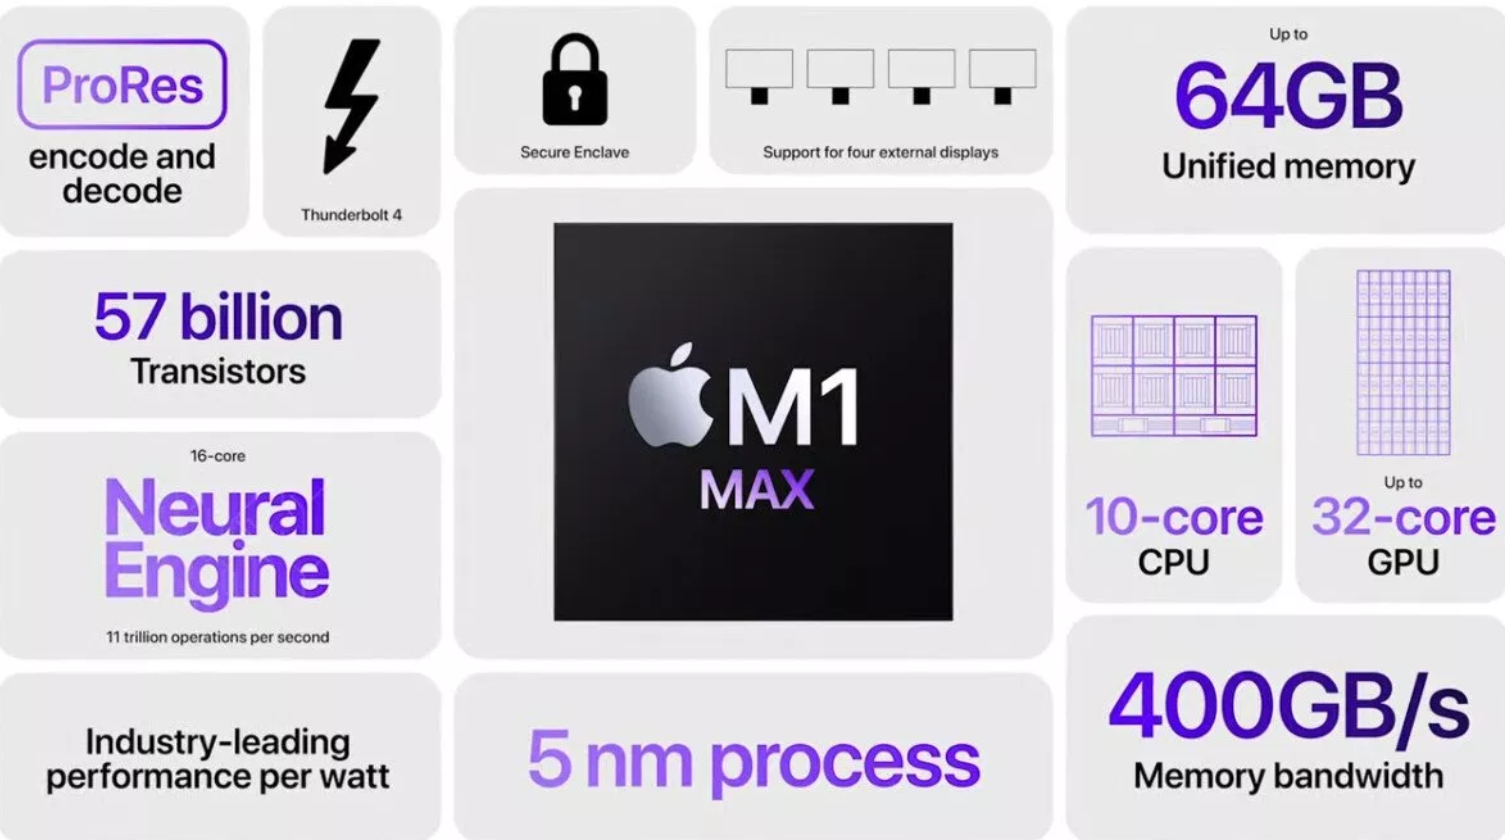 ProRes
encode and
decode
Thunderbolt 4
Secure Enclave
Support for four external displays
Up to
64GB
Unified memory
57 billion
Transistors
M1
MAX
10-core
CPU
Up to
32-core
GPU
16-core
Neural
Engine
11 trillion operations per second
Industry-leading
performance per watt
5 nm process
400GB/s
Memory bandwidth